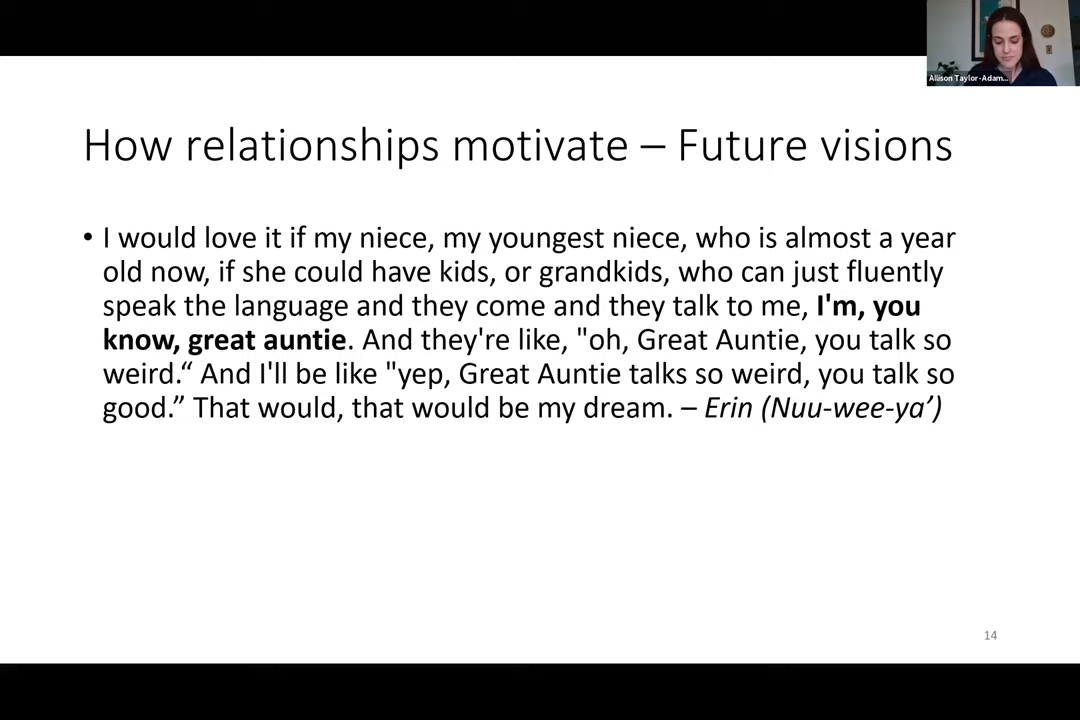 Allison Taylor-Adam...
How relationships motivate – Future visions
• I would love it if my niece, my youngest niece, who is almost a year
old now, if she could have kids, or grandkids, who can just fluently
speak the language and they come and they talk to me, I'm, you
know, great auntie. And they're like, "oh, Great Auntie, you talk so
weird.“ And I'll be like "yep, Great Auntie talks so weird, you talk so
good.” That would, that would be my dream. – Erin (Nuu-wee-ya’)
14